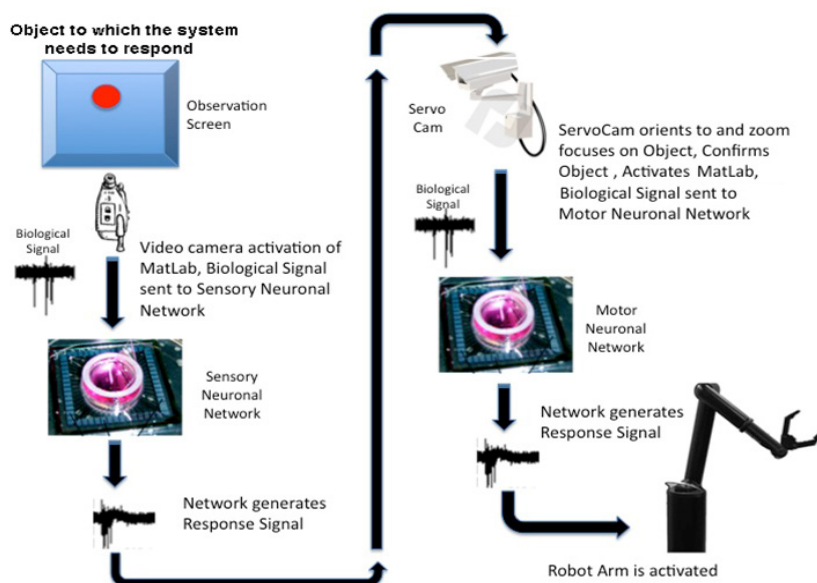 Object to which the system
needs to respond
Observation
Screen
Biological
Signal
Video camera activation of
MatLab, Biological Signal
sent to Sensory Neuronal
Network
Sensory
Neuronal
Network
Network generates
Response Signal
Servo
Cam
ServoCam orients to and zoom
focuses on Object, Confirms
Object , Activates MatLab,
Biological Signal sent to
Motor Neuronal Network
Biological
Signal
Motor
Neuronal
Network
Network generates
Response Signal
Robot Arm is activated